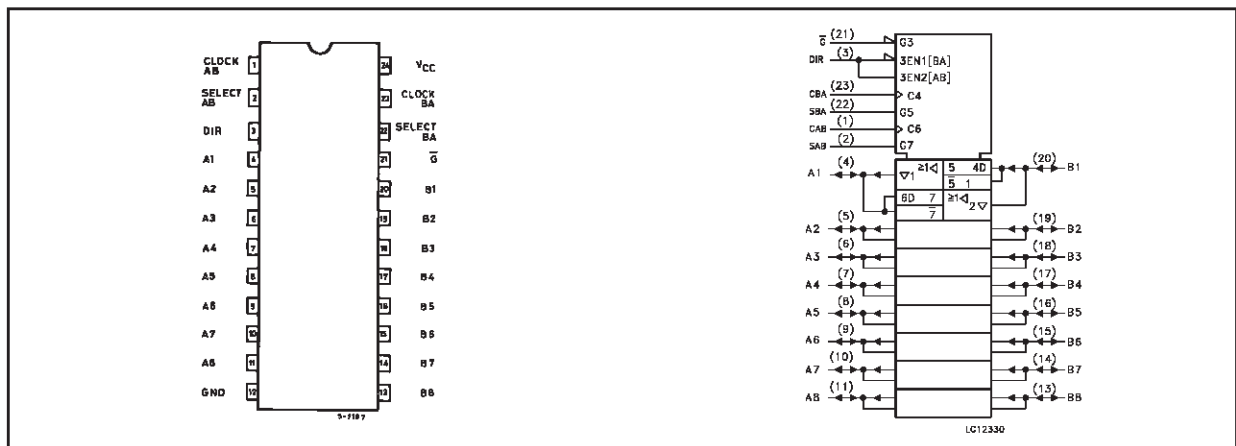 CLOCK AB 1 24 VCC
SELECT AB 2 23 CLOCK BA
DIR 3 22 SELECT BA
A1 4 21 G̅
A2 5 20 B1
A3 6 19 B2
A4 7 18 B3
A5 8 17 B4
A6 9 16 B5
A7 10 15 B6
A8 11 14 B7
GND 12 13 B8
G̅ (21) G3
DIR (3) 3EN1[BA]
3EN2[AB]
CBA (23) C4
SBA (22) G5
CAB (1) C6
SAB (2) G7
A1 (4) ▽1 ≥1◁ 5 4D (20) B1
5̅ 1
6D 7 ≥1◁ 2▽
7̅
A2 (5) (19) B2
A3 (6) (18) B3
A4 (7) (17) B4
A5 (8) (16) B5
A6 (9) (15) B6
A7 (10) (14) B7
A8 (11) (13) B8
LC12330